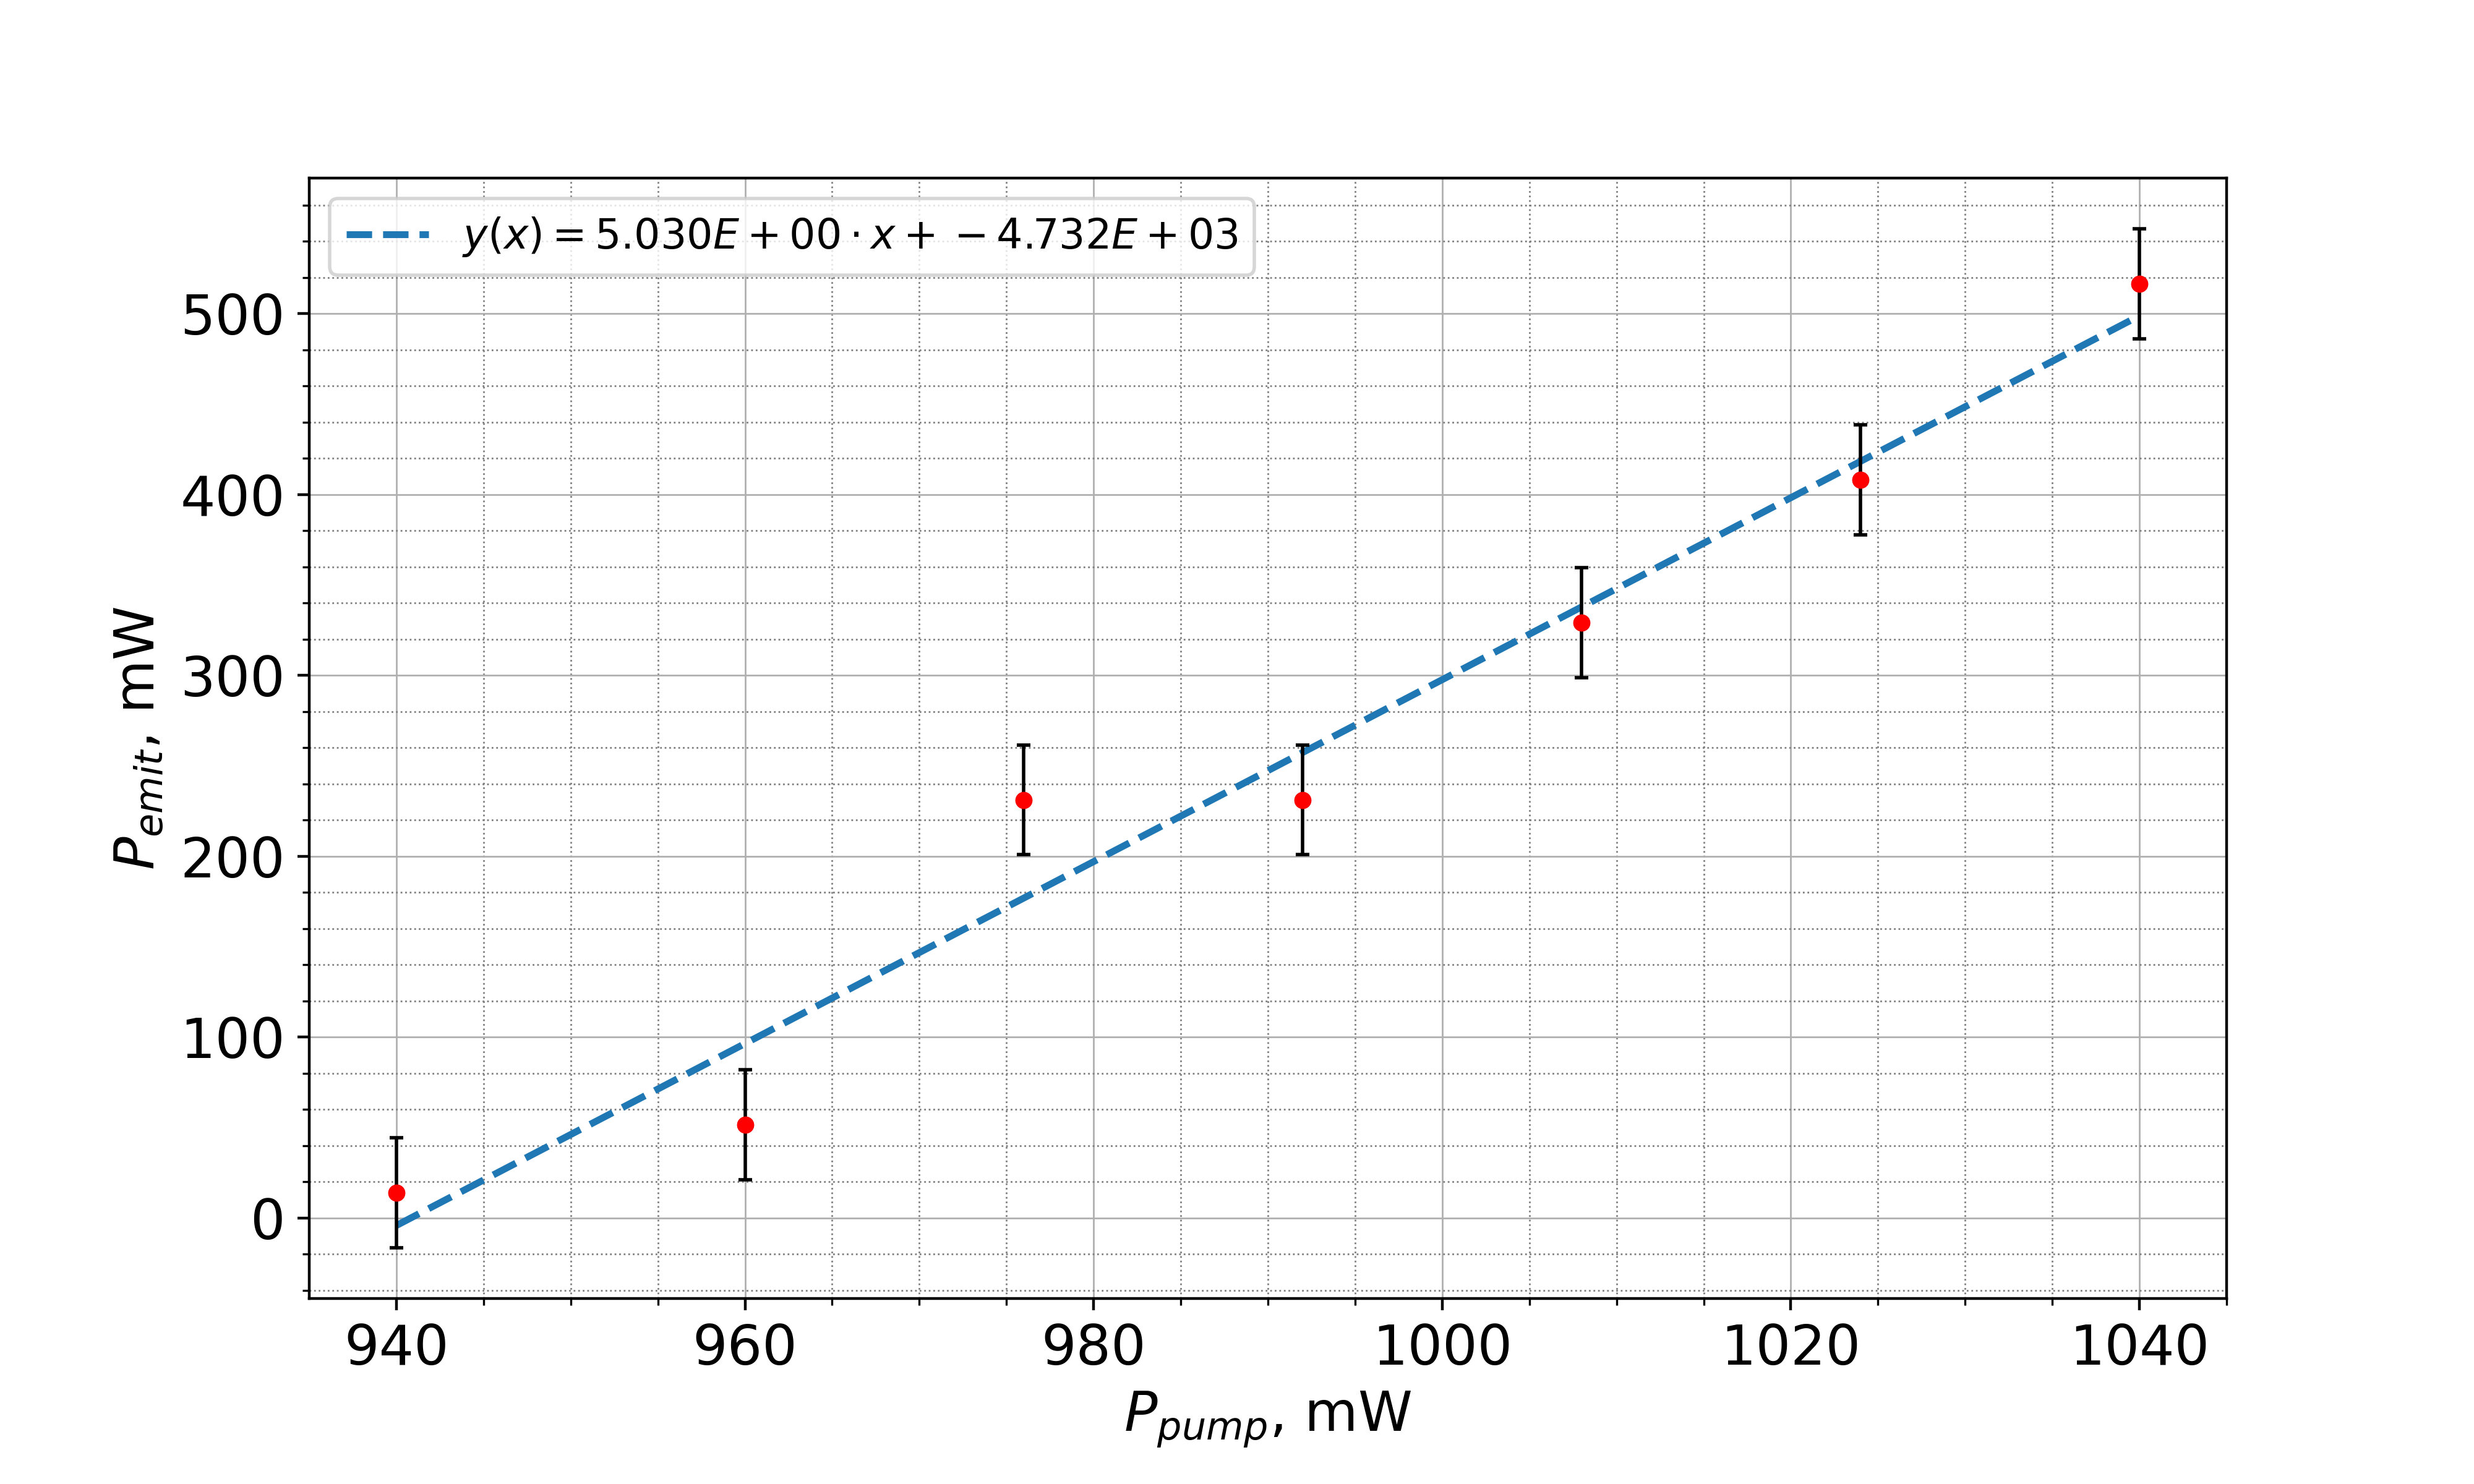 y(x) = 5.030E + 00 · x + − 4.732E + 03
500
400
300
200
100
0
P_emit, mW
940 960 980 1000 1020 1040
P_pump, mW